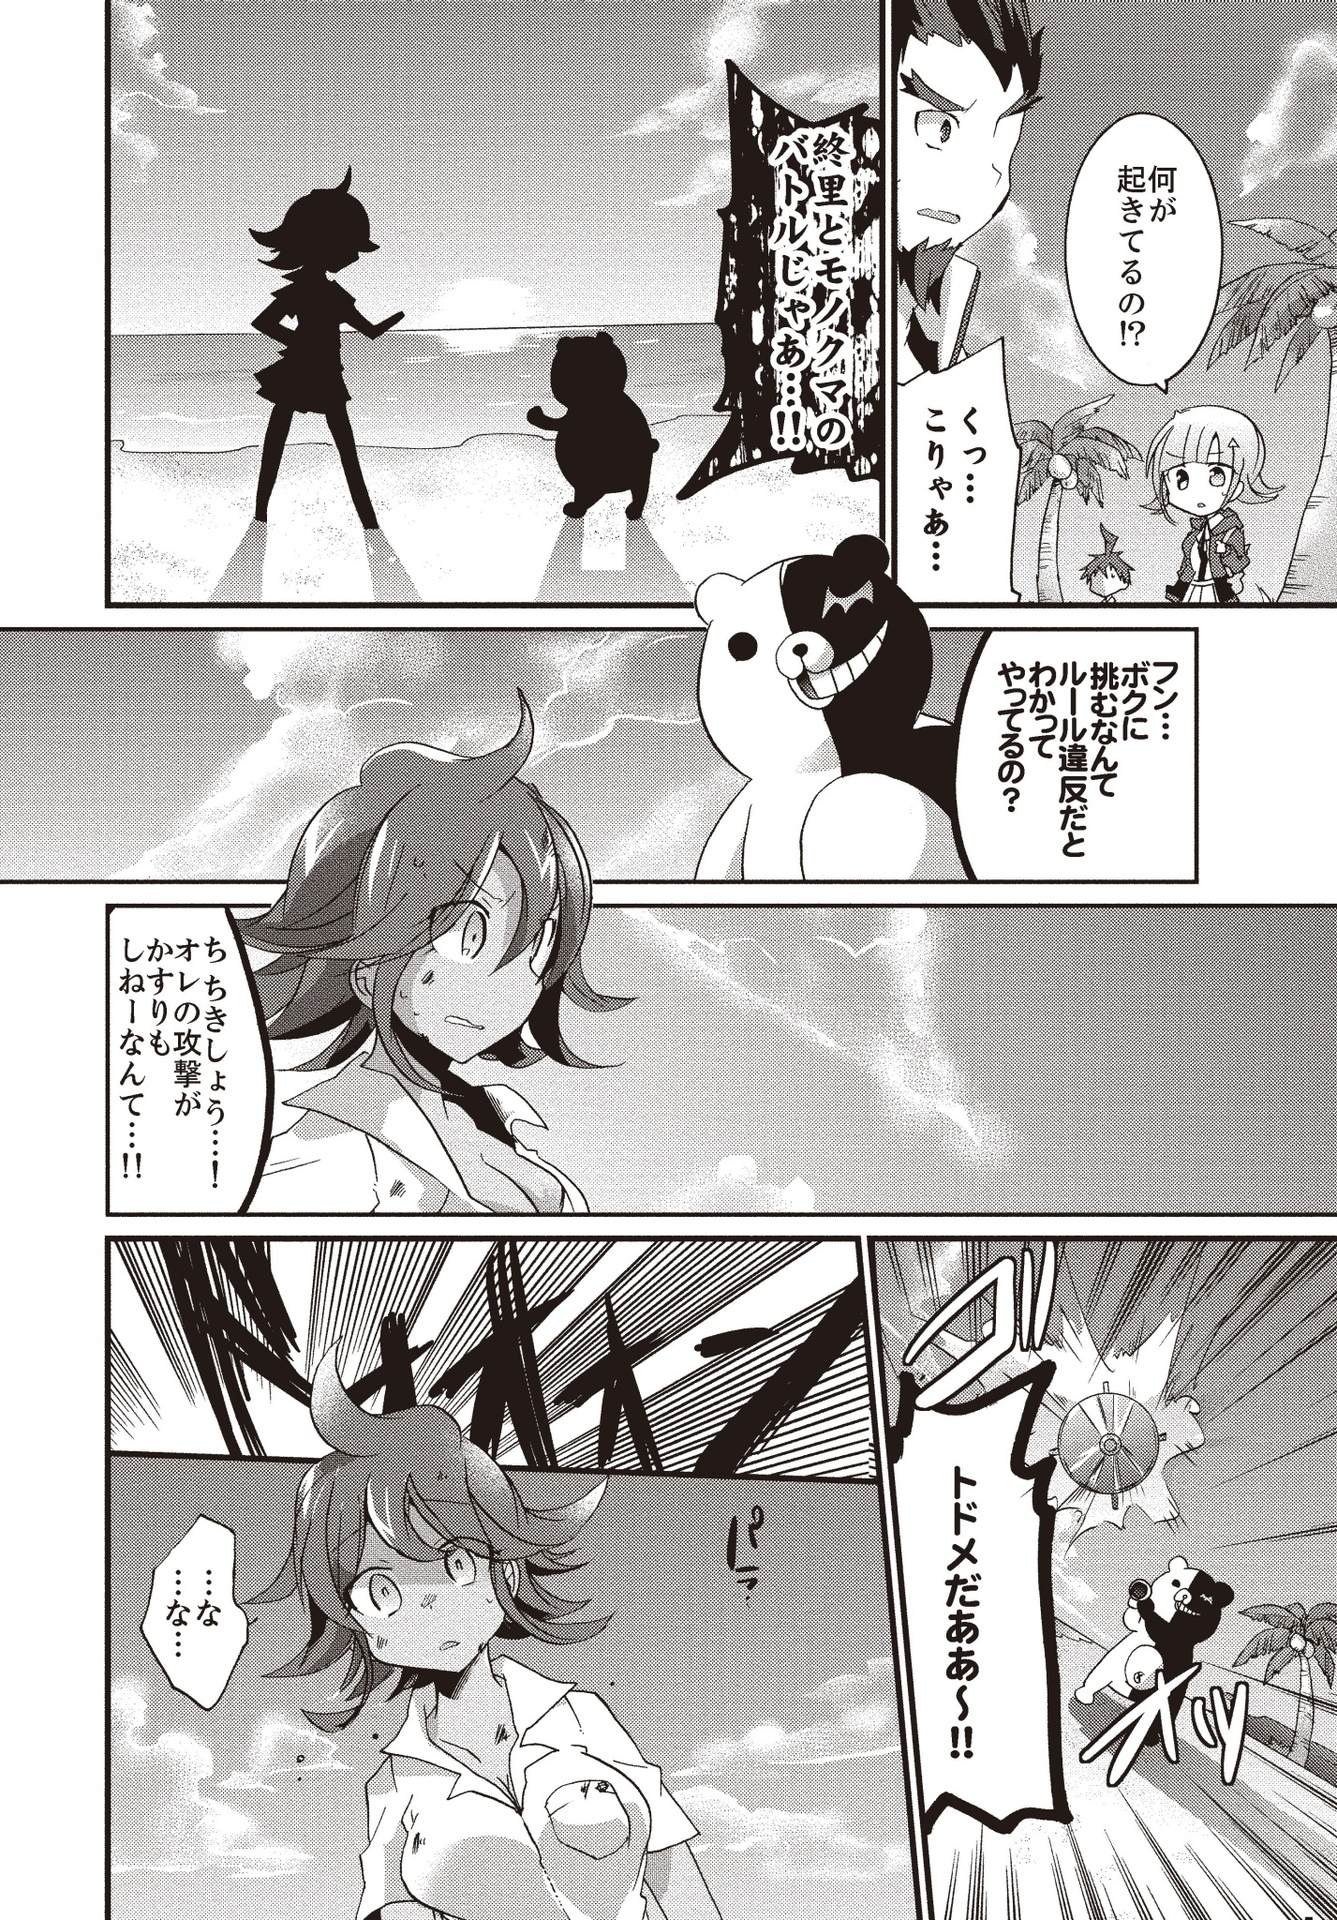 何が
起きてるの!?
くっ…
こりゃあ…
終里とモノクマの
バトルじゃぁ…!!
フン…
ボクに
挑むなんて
ルール違反だと
わかって
やってるの?
ち ちきしょう…!
オレの攻撃が
かすりも
しねーなんて…!!
トドメだああ~!!
!?
…な
…な…